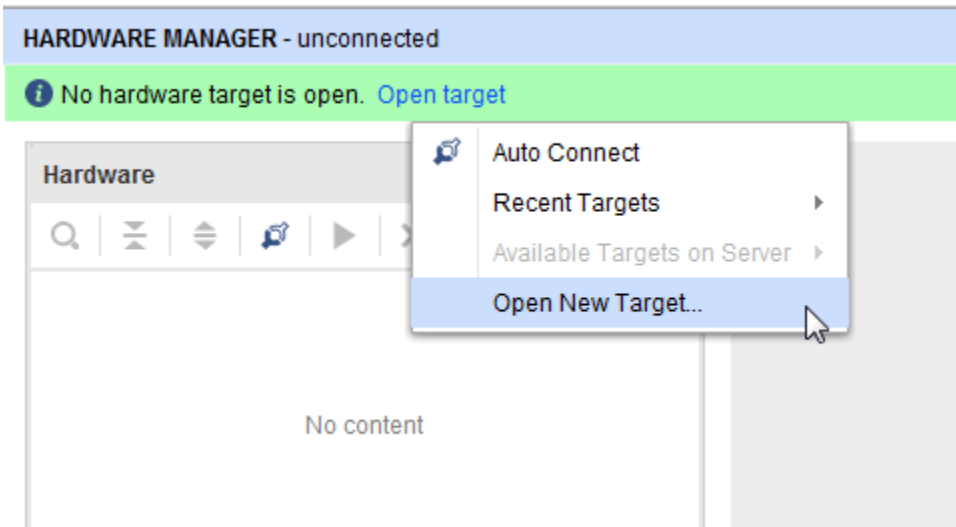 HARDWARE MANAGER - unconnected
No hardware target is open. Open target
Hardware
Auto Connect
Recent Targets
Available Targets on Server
Open New Target...
No content